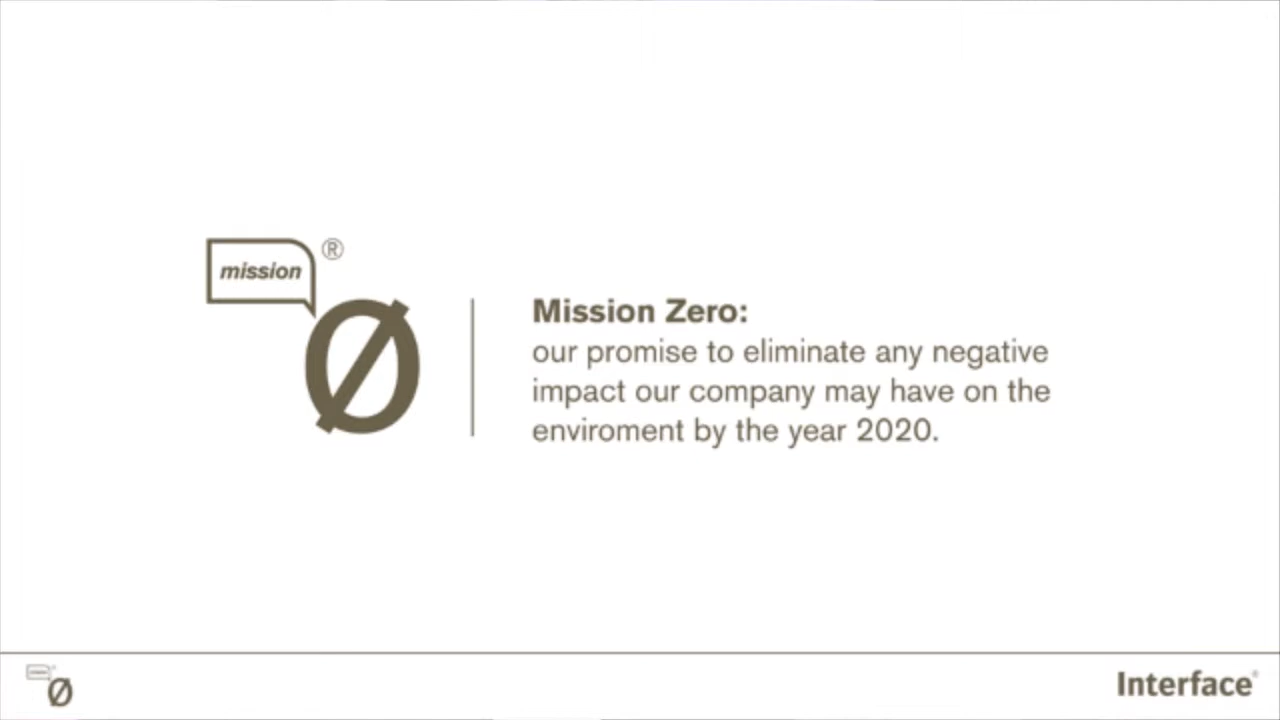 mission ®
Ø
Mission Zero:
our promise to eliminate any negative
impact our company may have on the
enviroment by the year 2020.
Ø
Interface®